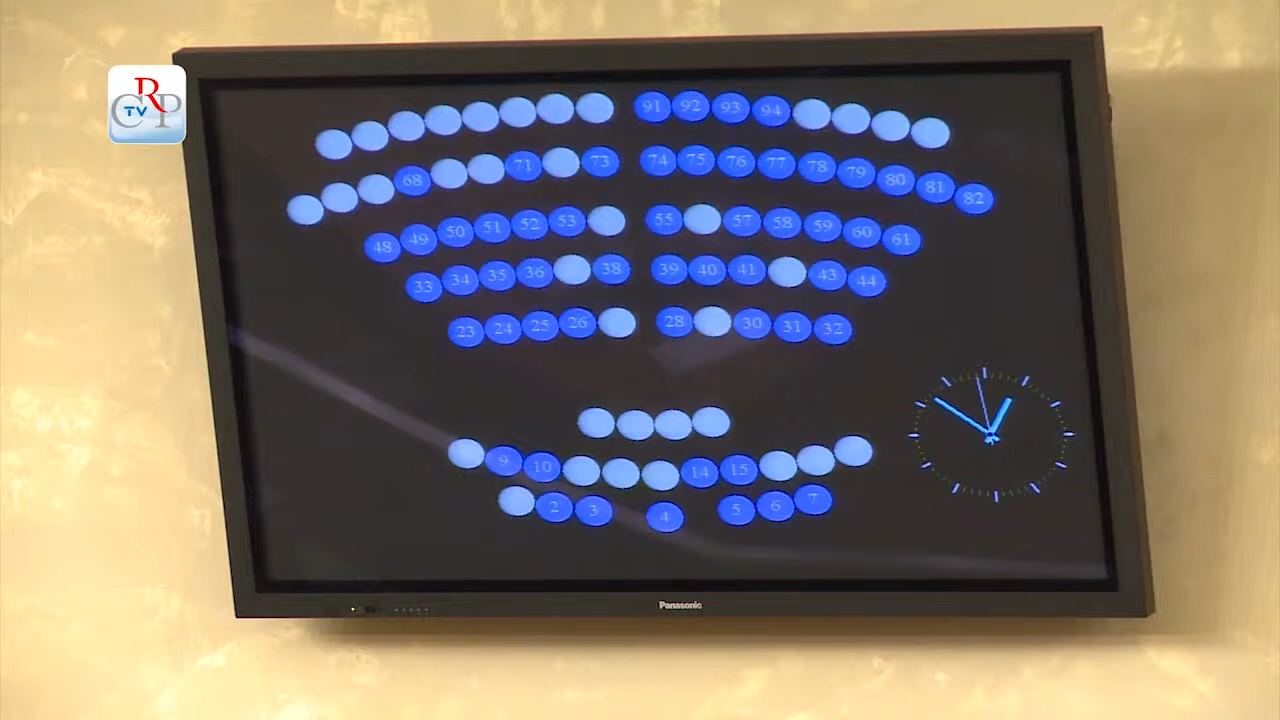 CRP
TV
91 92 93 94
68 71 73 74 75 76 77 78 79 80 81 82
48 49 50 51 52 53 55 57 58 59 60 61
33 34 35 36 38 39 40 41 43 44
23 24 25 26 28 30 31 32
9 10 14 15
2 3 4 5 6 7
Panasonic